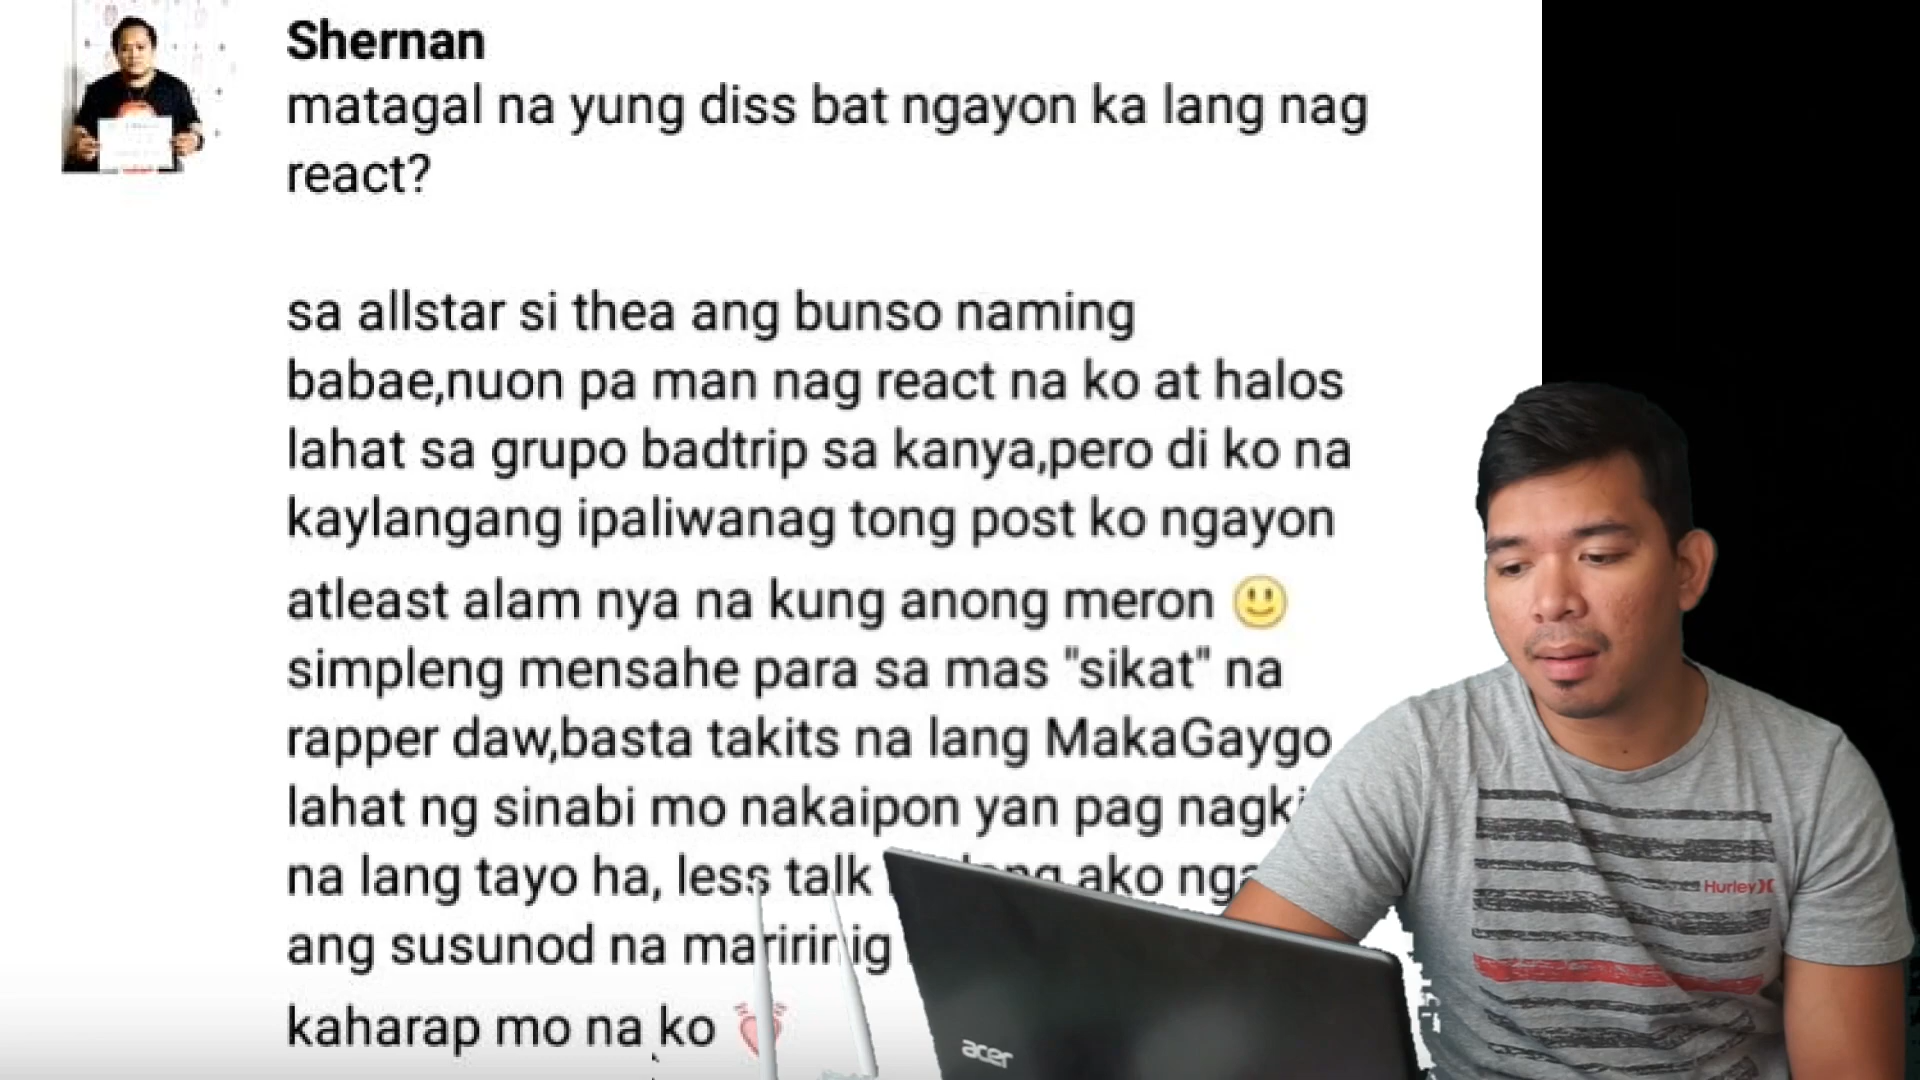 Shernan
matagal na yung diss bat ngayon ka lang nag
react?
sa allstar si thea ang bunso naming
babae,nuon pa man nag react na ko at halos
lahat sa grupo badtrip sa kanya,pero di ko na
kaylangang ipaliwanag tong post ko ngayon
atleast alam nya na kung anong meron 🙂
simpleng mensahe para sa mas "sikat" na
rapper daw,basta takits na lang MakaGaygo
lahat ng sinabi mo nakaipon yan pag
na lang tayo ha, less talk ako
ang susunod na maririnig
kaharap mo na ko
Hurley
acer